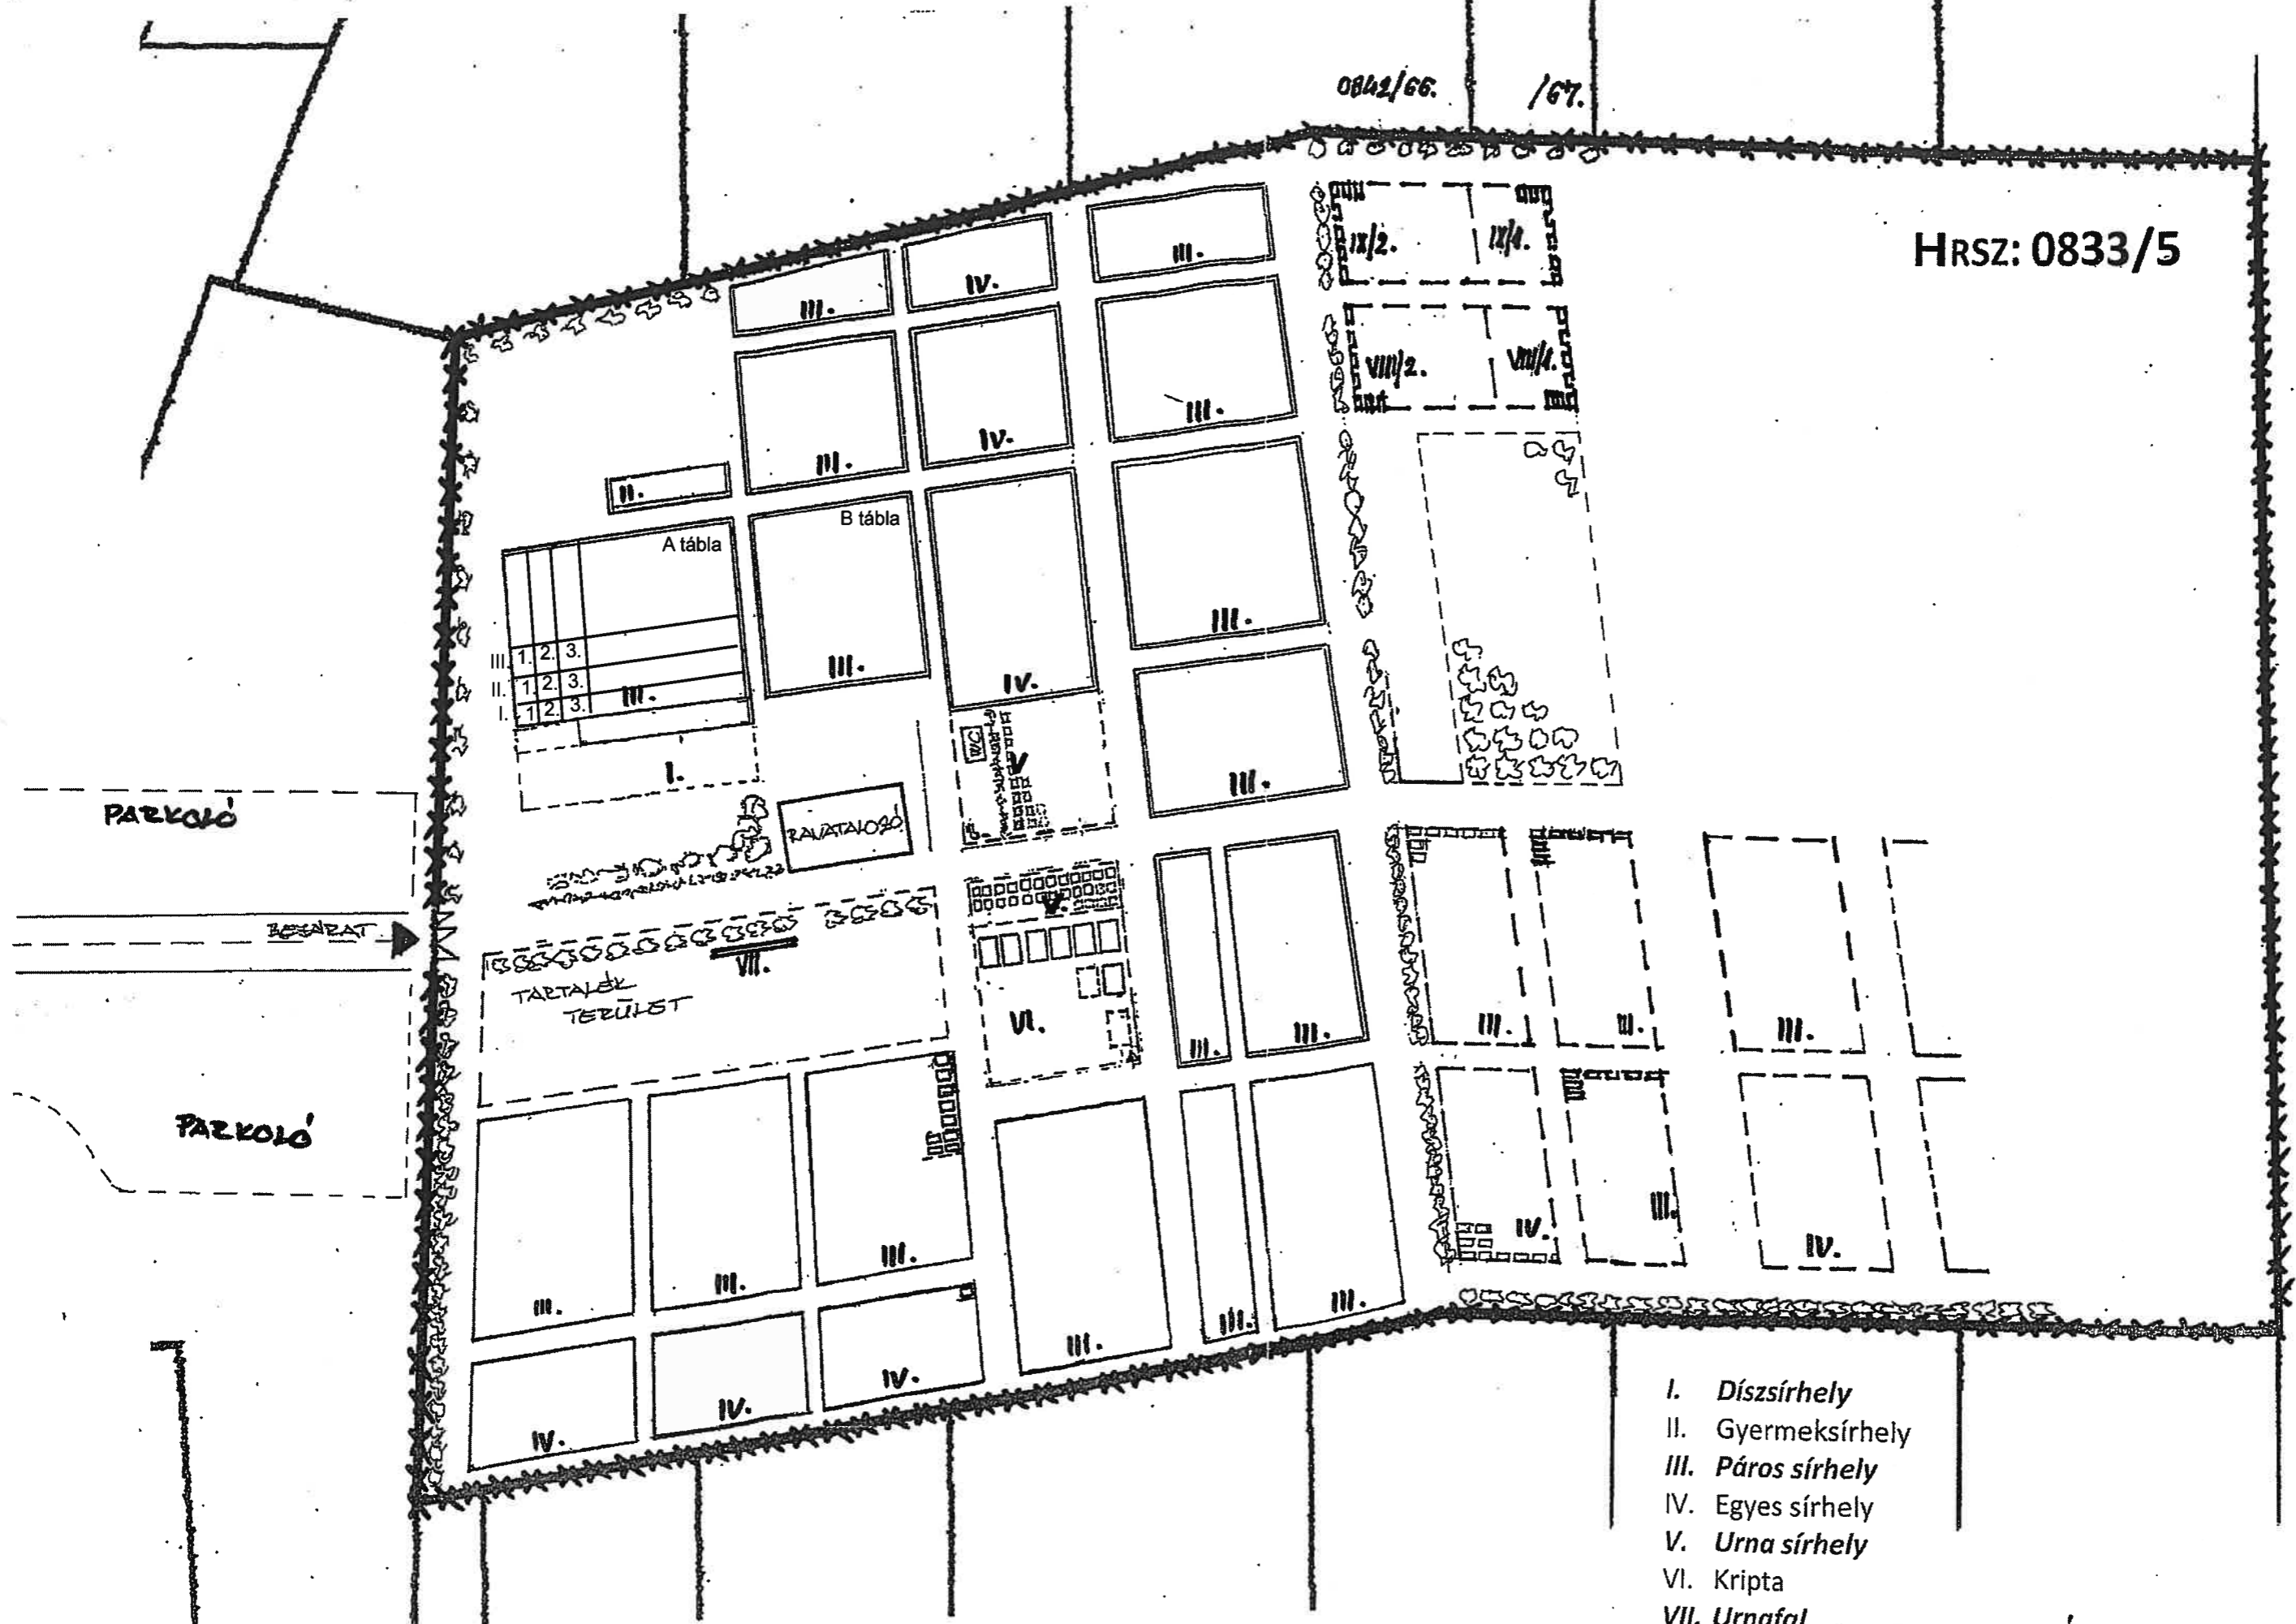 0842/66. /67.
HRSZ: 0833/5
IX/2. IX/1.
III. IV. III.
VIII/2. VIII/1.
III. IV. III.
II.
B tábla
A tábla
III.
III. 1. 2. 3.
II. 1. 2. 3. III. III. IV.
I. 1 2. 3.
WC
V
I. III.
PARKOLÓ
RAVATALOZÓ
BEJÁRAT
V.
VII.
TARTALÉK
TERÜLET
VI. III. III. III. III. III.
PARKOLÓ
III. III. III. IV. III. IV.
III. III. III.
IV. IV. IV.
I. Díszsírhely
II. Gyermeksírhely
III. Páros sírhely
IV. Egyes sírhely
V. Urna sírhely
VI. Kripta
VII. Urnafal